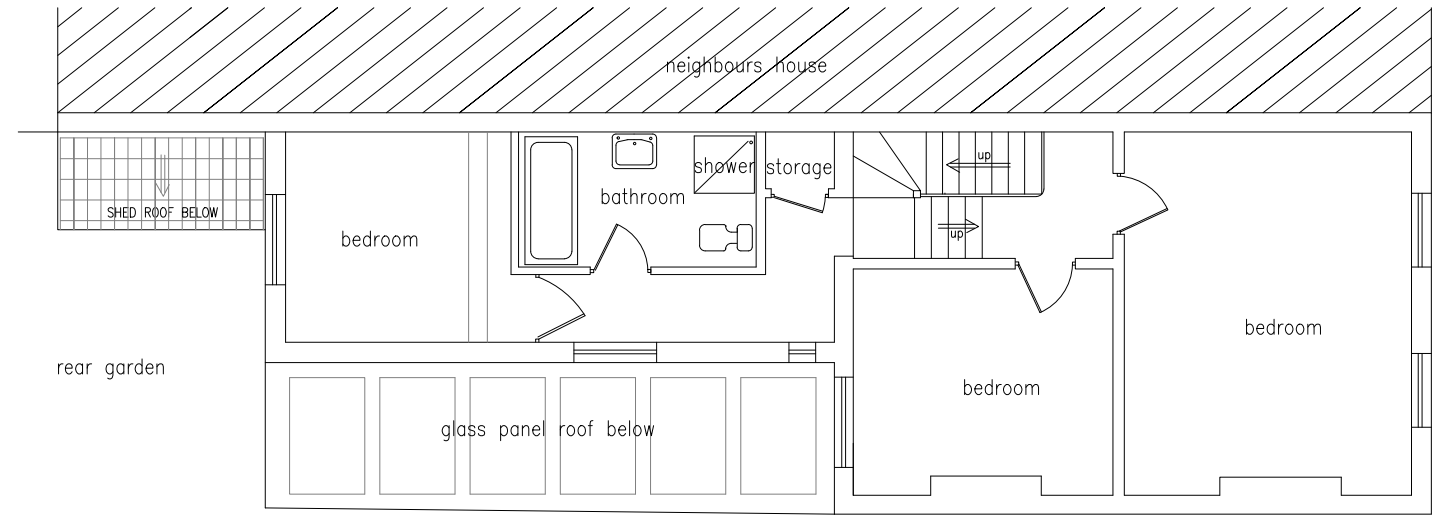 neighbours house
up
shower
storage
bathroom
SHED ROOF BELOW
up
bedroom
bedroom
rear garden
bedroom
glass panel roof below